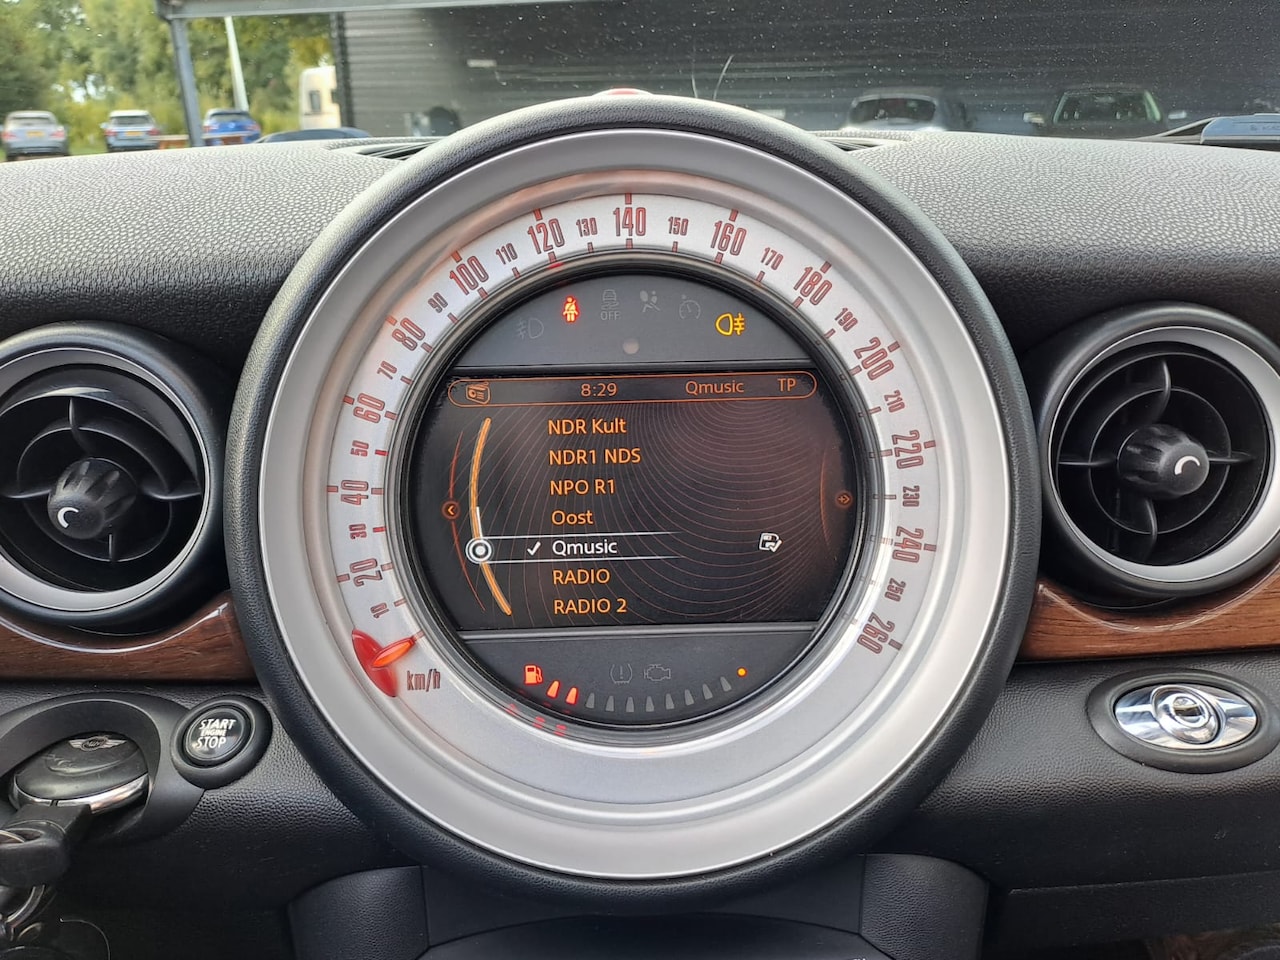 10
20
30
40
50
60
70
80
90
100
110
120
130
140
150
160
170
180
190
200
210
220
230
240
250
260
km/h
OFF
8:29 Qmusic TP
NDR Kult
NDR1 NDS
NPO R1
Oost
Qmusic
RADIO
RADIO 2
START
ENGINE
STOP